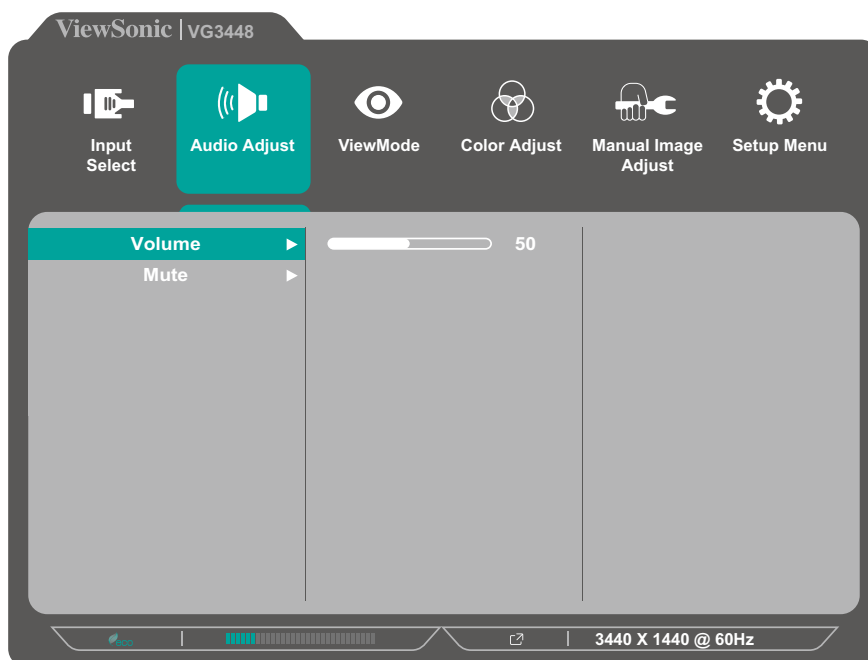 ViewSonic | VG3448
Input
Select
Audio Adjust
ViewMode
Color Adjust
Manual Image
Adjust
Setup Menu
Volume
50
Mute
eco
3440 X 1440 @ 60Hz